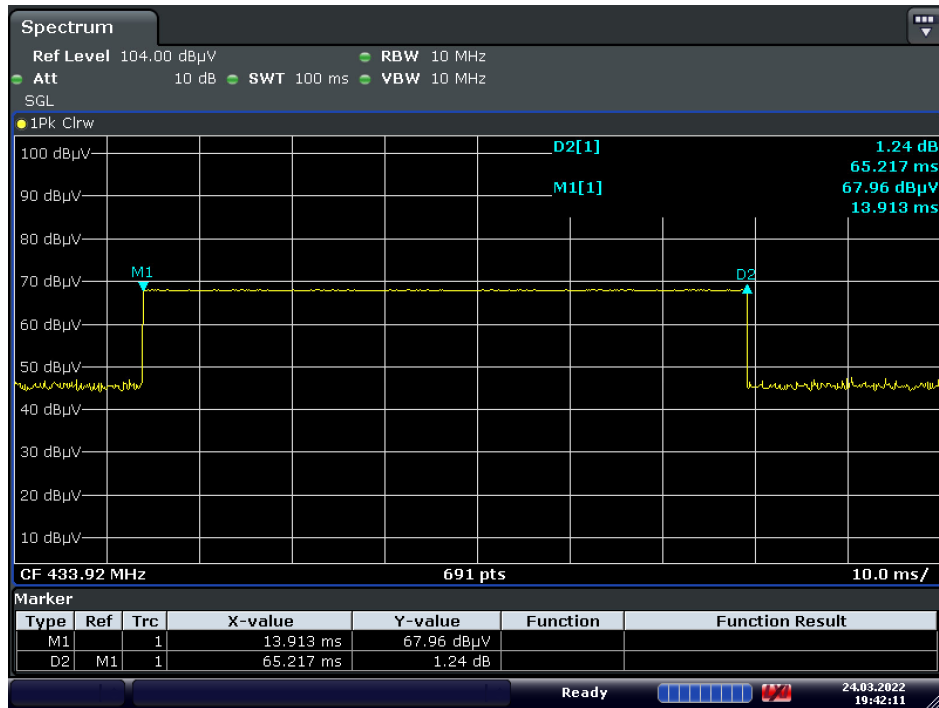 Spectrum
Ref Level 104.00 dBµV RBW 10 MHz
Att 10 dB SWT 100 ms VBW 10 MHz
SGL
1Pk Clrw
D2[1] 1.24 dB
65.217 ms
M1[1] 67.96 dBµV
13.913 ms
100 dBµV
90 dBµV
80 dBµV
M1
D2
70 dBµV
60 dBµV
50 dBµV
40 dBµV
30 dBµV
20 dBµV
10 dBµV
CF 433.92 MHz 691 pts 10.0 ms/
Marker
Type Ref Trc X-value Y-value Function Function Result
M1 1 13.913 ms 67.96 dBµV
D2 M1 1 65.217 ms 1.24 dB
Ready 24.03.2022
19:42:11